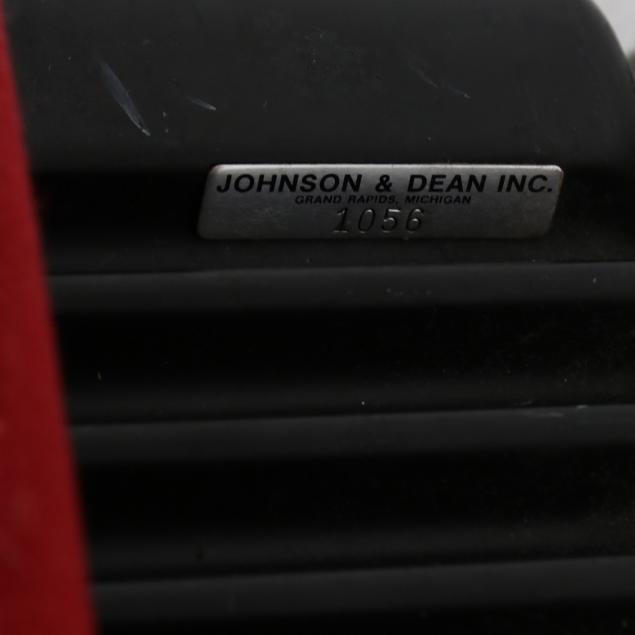 JOHNSON & DEAN INC.
GRAND RAPIDS, MICHIGAN
1056